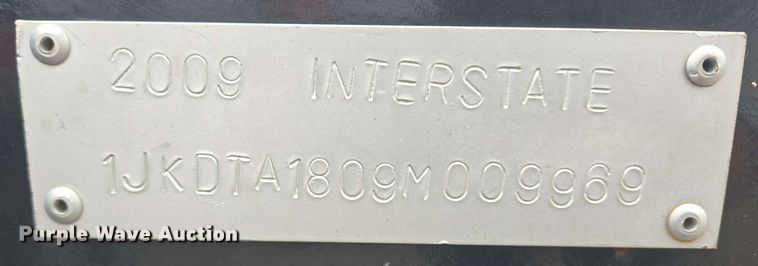 2009 INTERSTATE
1JKDTA1809M009969
Purple Wave Auction